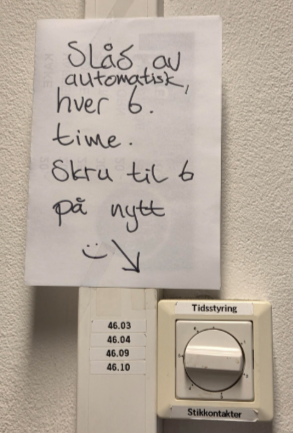 Slås av
automatisk,
hver 6.
time.
Skru til 6
på nytt
Tidsstyring
46.03
46.04
46.09
46.10
Stikkontakter